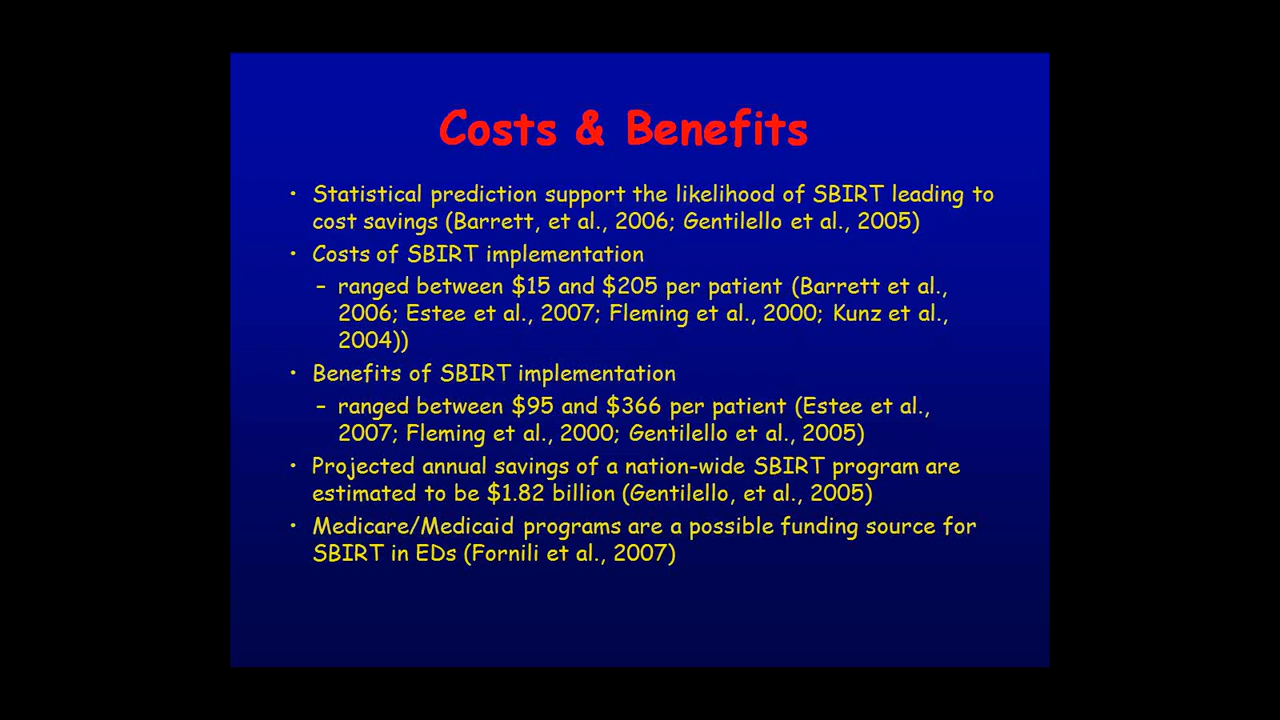 Costs & Benefits
• Statistical prediction support the likelihood of SBIRT leading to
cost savings (Barrett, et al., 2006; Gentilello et al., 2005)
• Costs of SBIRT implementation
– ranged between $15 and $205 per patient (Barrett et al.,
2006; Estee et al., 2007; Fleming et al., 2000; Kunz et al.,
2004))
• Benefits of SBIRT implementation
– ranged between $95 and $366 per patient (Estee et al.,
2007; Fleming et al., 2000; Gentilello et al., 2005)
• Projected annual savings of a nation-wide SBIRT program are
estimated to be $1.82 billion (Gentilello, et al., 2005)
• Medicare/Medicaid programs are a possible funding source for
SBIRT in EDs (Fornili et al., 2007)